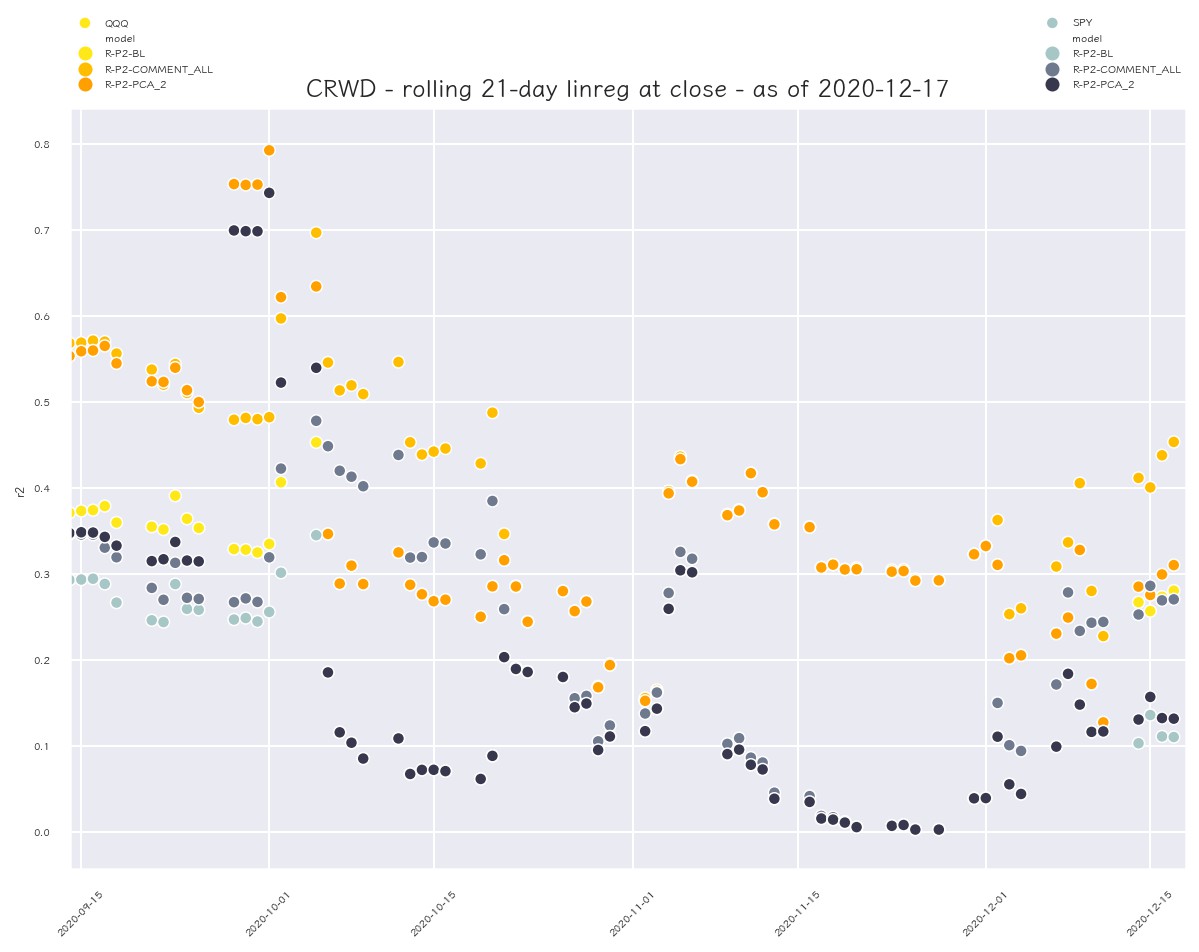 QQQ
model
R-P2-BL
R-P2-COMMENT_ALL
R-P2-PCA_2
SPY
model
R-P2-BL
R-P2-COMMENT_ALL
R-P2-PCA_2
CRWD - rolling 21-day linreg at close - as of 2020-12-17
0.8
0.7
0.6
0.5
0.4
0.3
0.2
0.1
0.0
r2
2020-09-15
2020-10-01
2020-10-15
2020-11-01
2020-11-15
2020-12-01
2020-12-15